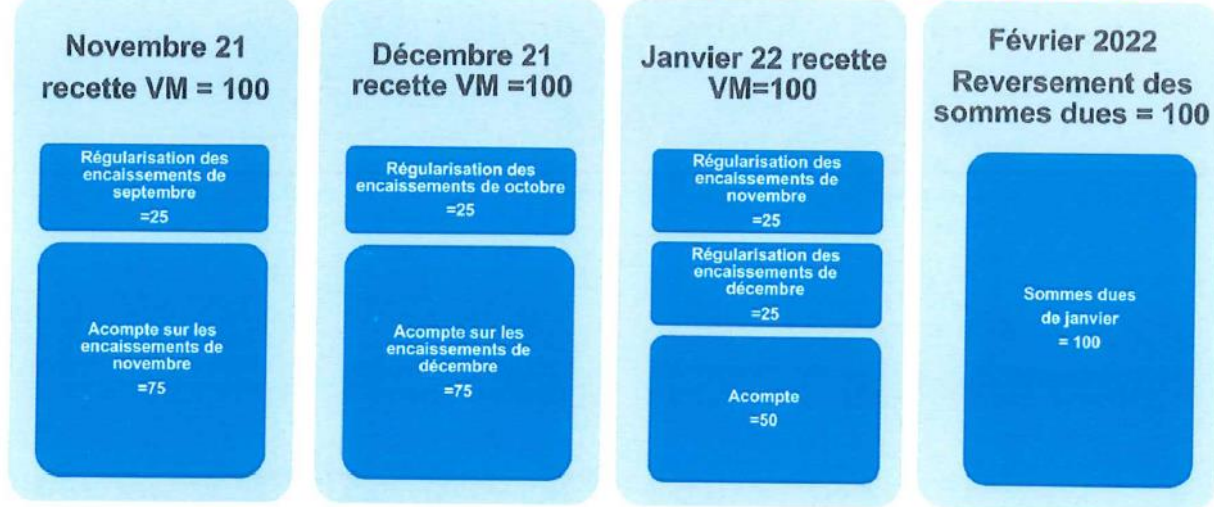 Novembre 21
recette VM = 100
Régularisation des
encaissements de
septembre
=25
Acompte sur les
encaissements de
novembre
=75
Décembre 21
recette VM =100
Régularisation des
encaissements de octobre
=25
Acompte sur les
encaissements de
décembre
=75
Janvier 22 recette
VM=100
Régularisation des
encaissements de
novembre
=25
Régularisation des
encaissements de
décembre
=25
Acompte
=50
Février 2022
Reversement des
sommes dues = 100
Sommes dues
de janvier
= 100